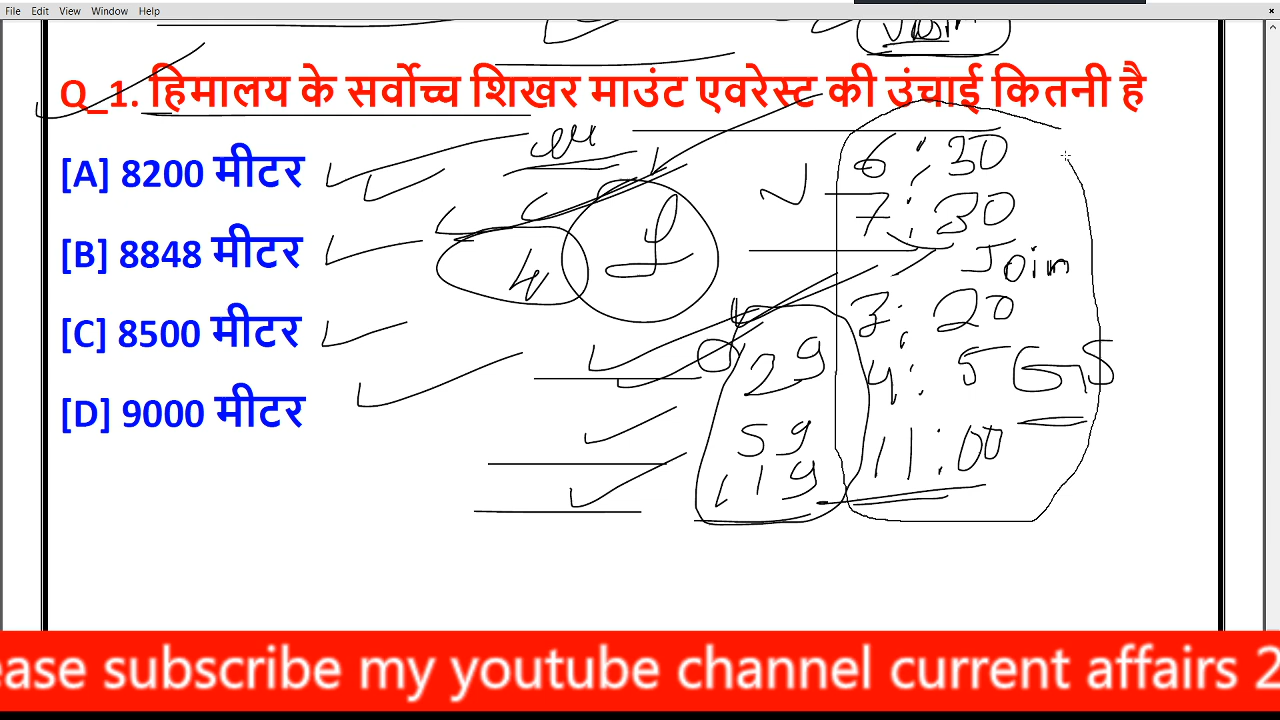 File Edit View Window Help
Q_1. हिमालय के सर्वोच्च शिखर माउंट एवरेस्ट की उंचाई कितनी है
[A] 8200 मीटर
6:30
7:30
[B] 8848 मीटर
Join
[C] 8500 मीटर
3:20
29
4:5 GS
[D] 9000 मीटर
59
11:00
119
ease subscribe my youtube channel current affairs 2